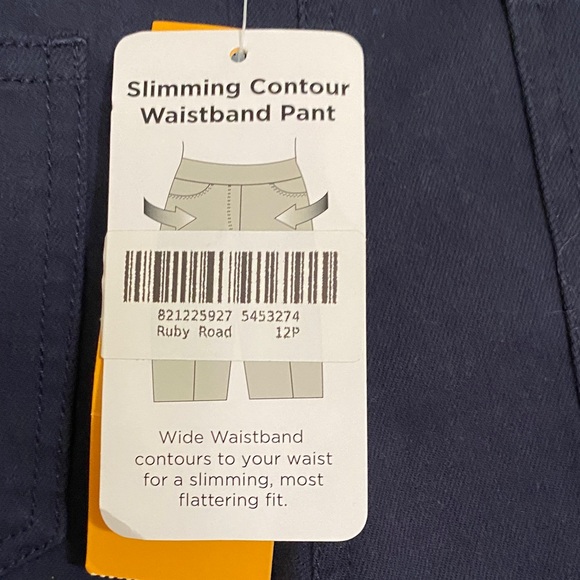 Slimming Contour
Waistband Pant
821225927 5453274
Ruby Road 12P
Wide Waistband
contours to your waist
for a slimming, most
flattering fit.